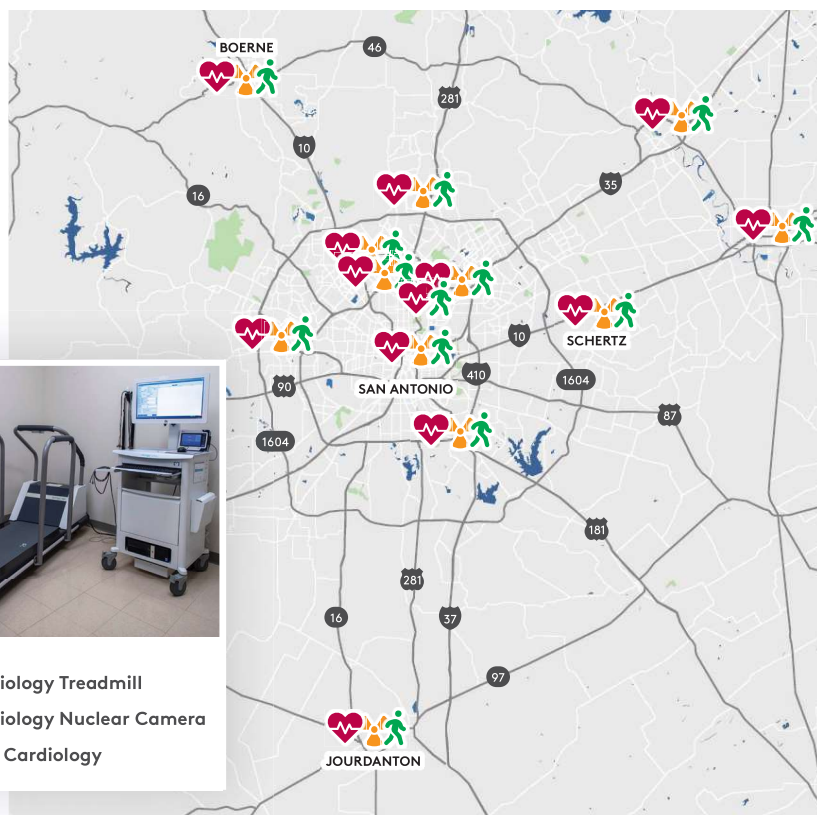 BOERNE
46
281
10
16
35
10
SCHERTZ
SAN ANTONIO
410
1604
90
87
1604
181
281
16
37
97
iology Treadmill
iology Nuclear Camera
Cardiology
JOURDANTON